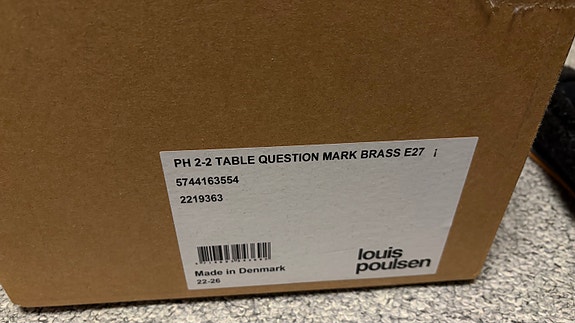 PH 2-2 TABLE QUESTION MARK BRASS E27 i
5744163554
2219363
Made in Denmark
22-26
louis
poulsen